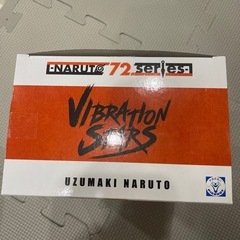 -NARUTO- '72 series-
VIBRATION
STARS
UZUMAKI NARUTO